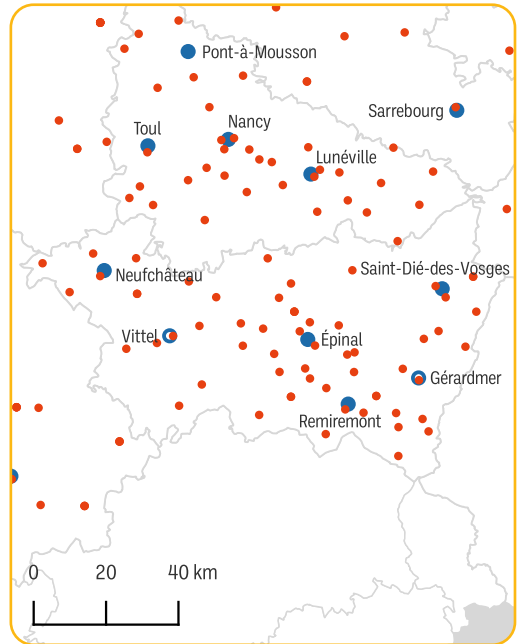 Pont-à-Mousson
Sarrebourg
Toul
Nancy
Lunéville
Saint-Dié-des-Vosges
Neufchâteau
Vittel
Épinal
Gérardmer
Remiremont
0 20 40 km